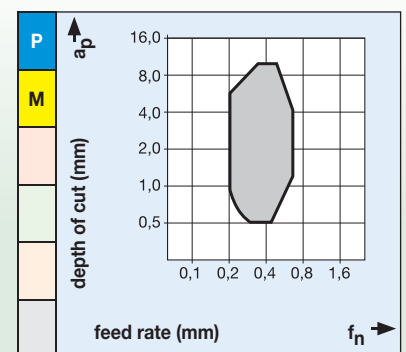 P
M
ap
depth of cut (mm)
16,0
8,0
4,0
2,0
1,0
0,5
0,1 0,2 0,4 0,8 1,6
feed rate (mm) fn